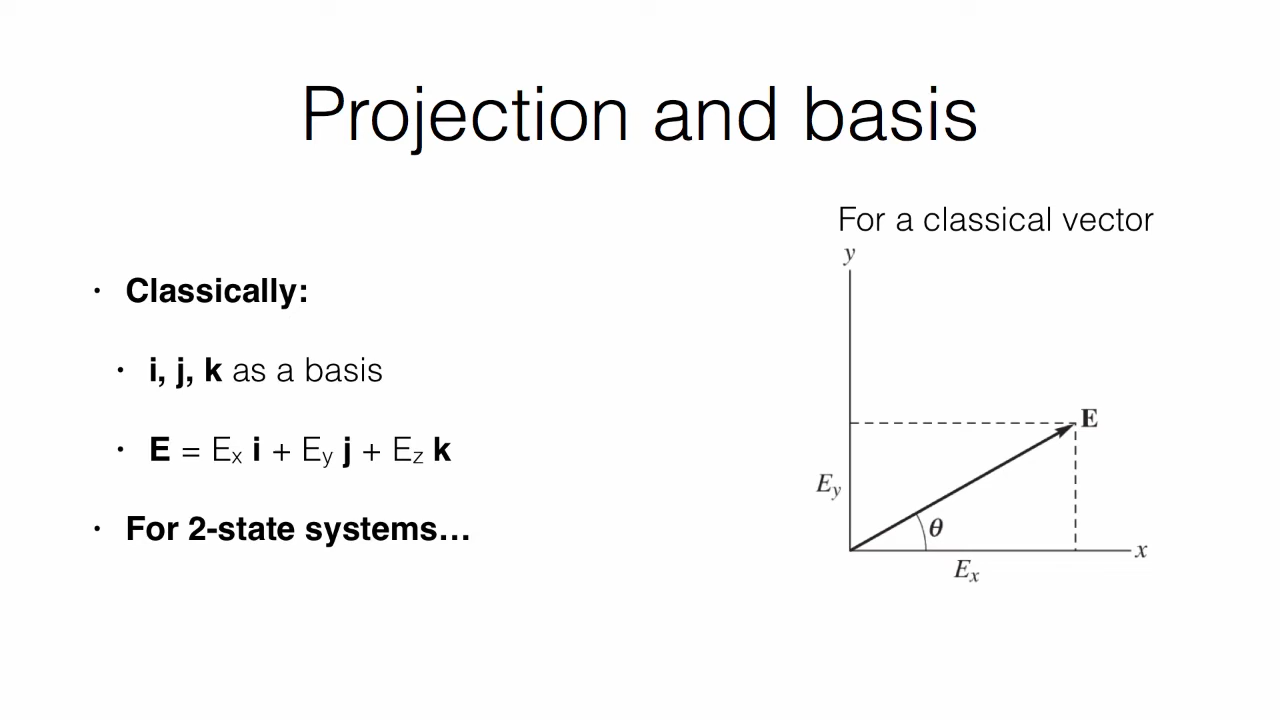 Projection and basis
For a classical vector
• Classically:
• i, j, k as a basis
• E = Eₓ i + Ey j + Ez k
• For 2-state systems…
y
E
Ey
θ
x
Eₓ